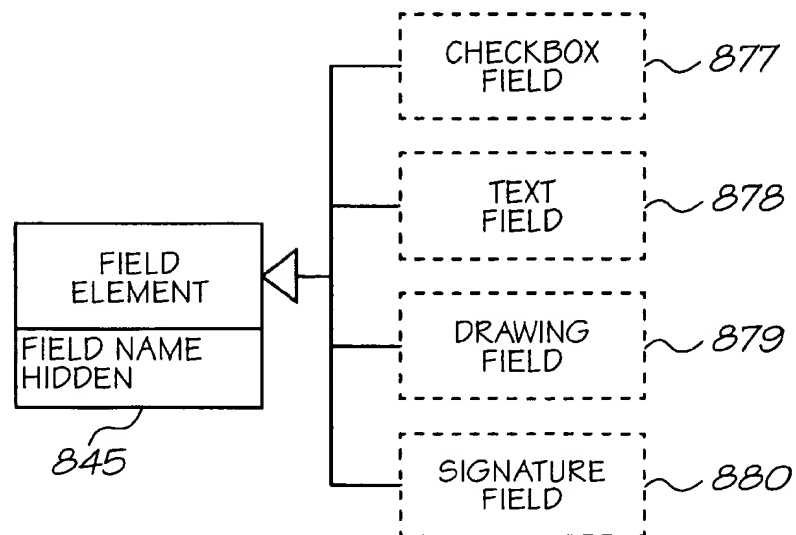 CHECKBOX
FIELD
877
TEXT
FIELD
878
FIELD
ELEMENT
FIELD NAME
HIDDEN
845
DRAWING
FIELD
879
SIGNATURE
FIELD
880